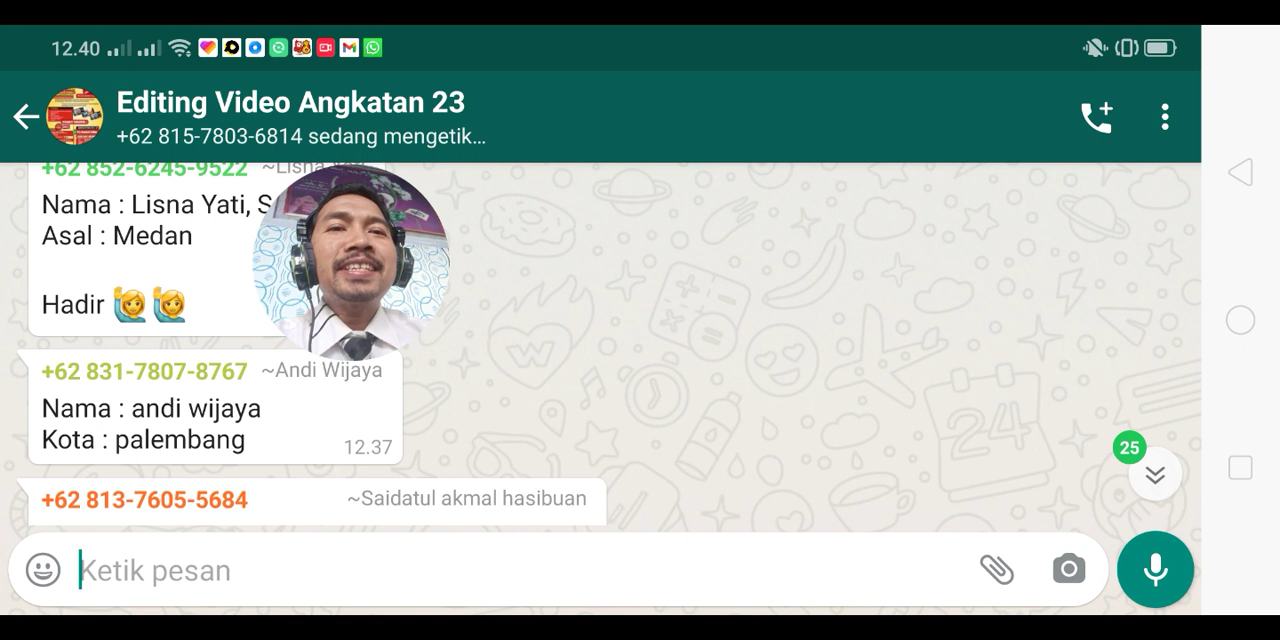 12.40
Editing Video Angkatan 23
+62 815-7803-6814 sedang mengetik...
+62 852-6245-9522
Nama : Lisna Yati, S
Asal : Medan
Hadir
+62 831-7807-8767 ~Andi Wijaya
Nama : andi wijaya
Kota : palembang
12.37
25
+62 813-7605-5684 ~Saidatul akmal hasibuan
Ketik pesan